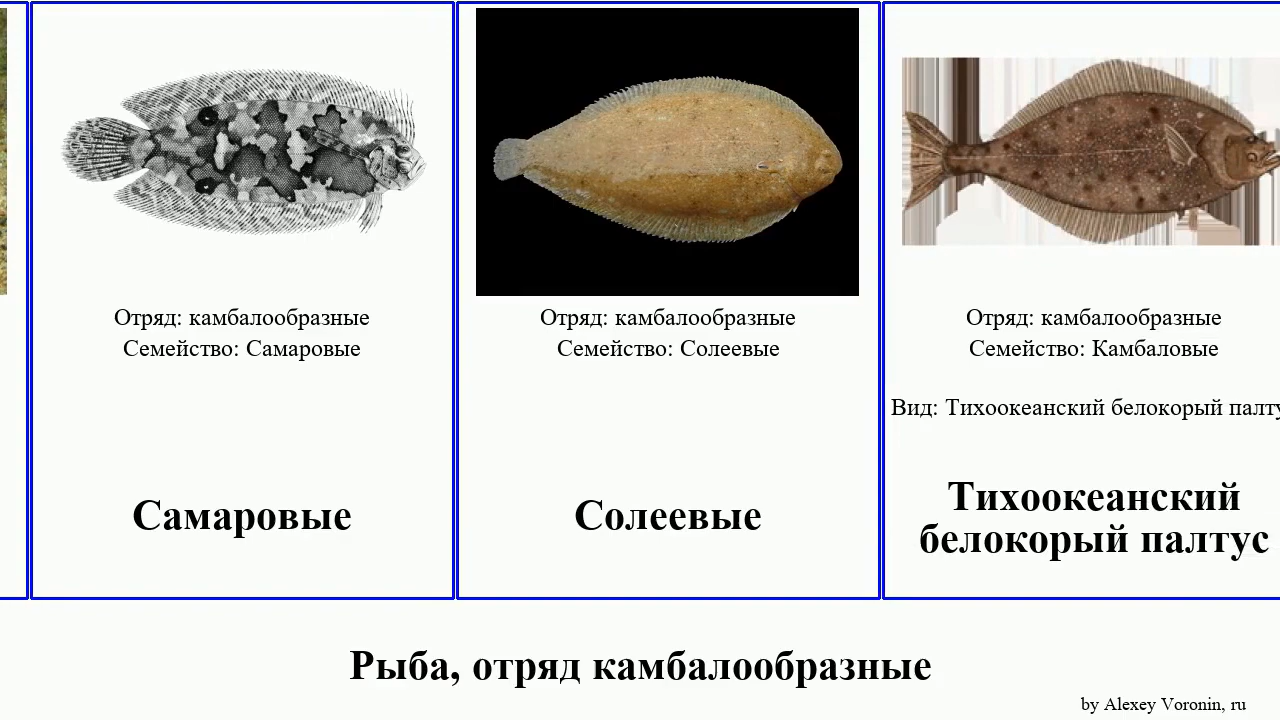 Отряд: камбалообразные
Семейство: Самаровые
Самаровые
Отряд: камбалообразные
Семейство: Солеевые
Солеевые
Отряд: камбалообразные
Семейство: Камбаловые
Вид: Тихоокеанский белокорый палту
Тихоокеанский
белокорый палтус
Рыба, отряд камбалообразные
by Alexey Voronin, ru